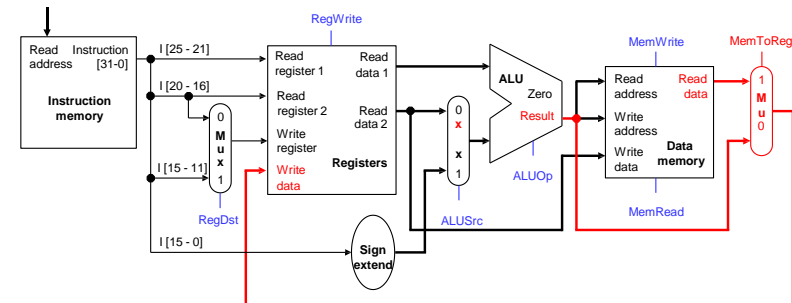 RegWrite
MemWrite
MemToReg
Read
address
Instruction
[31-0]
Instruction
memory
I [25 - 21]
I [20 - 16]
I [15 - 11]
I [15 - 0]
0
M
u
x
1
RegDst
Read
register 1
Read
data 1
Read
register 2
Read
data 2
Write
register
Registers
Write
data
Sign
extend
0
x
x
1
ALUSrc
ALU
Zero
Result
ALUOp
Read
address
Read
data
Write
address
Write
data
Data
memory
MemRead
1
M
u
0